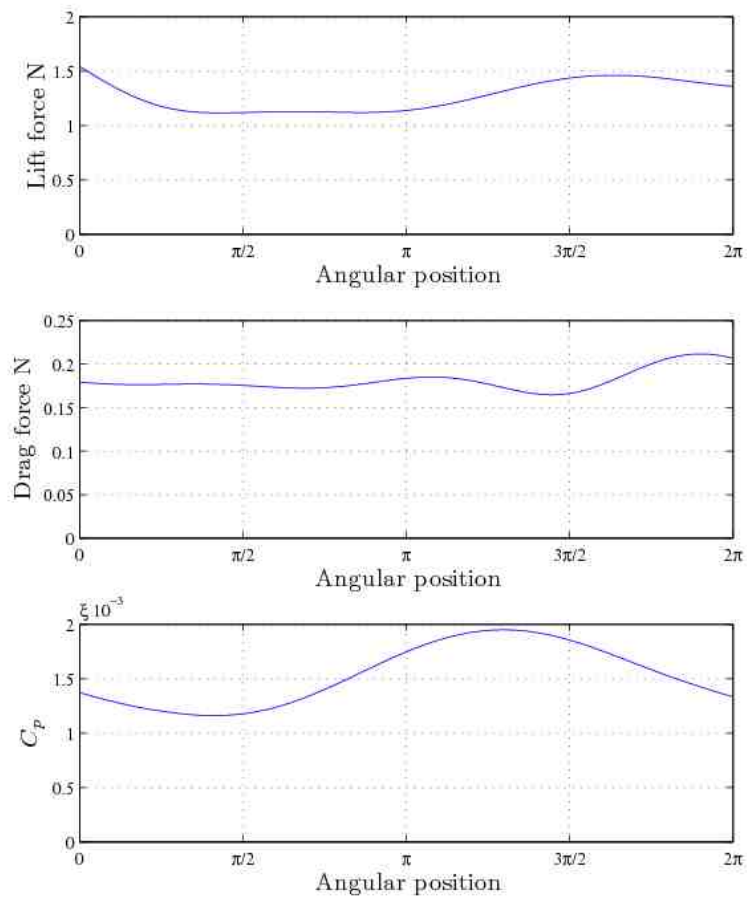 2
1.5
1
0.5
0
Lift force N
0 π/2 π 3π/2 2π
Angular position
0.25
0.2
0.15
0.1
0.05
0
Drag force N
0 π/2 π 3π/2 2π
Angular position
ξ 10⁻³
2
1.5
1
0.5
0
Cₚ
0 π/2 π 3π/2 2π
Angular position